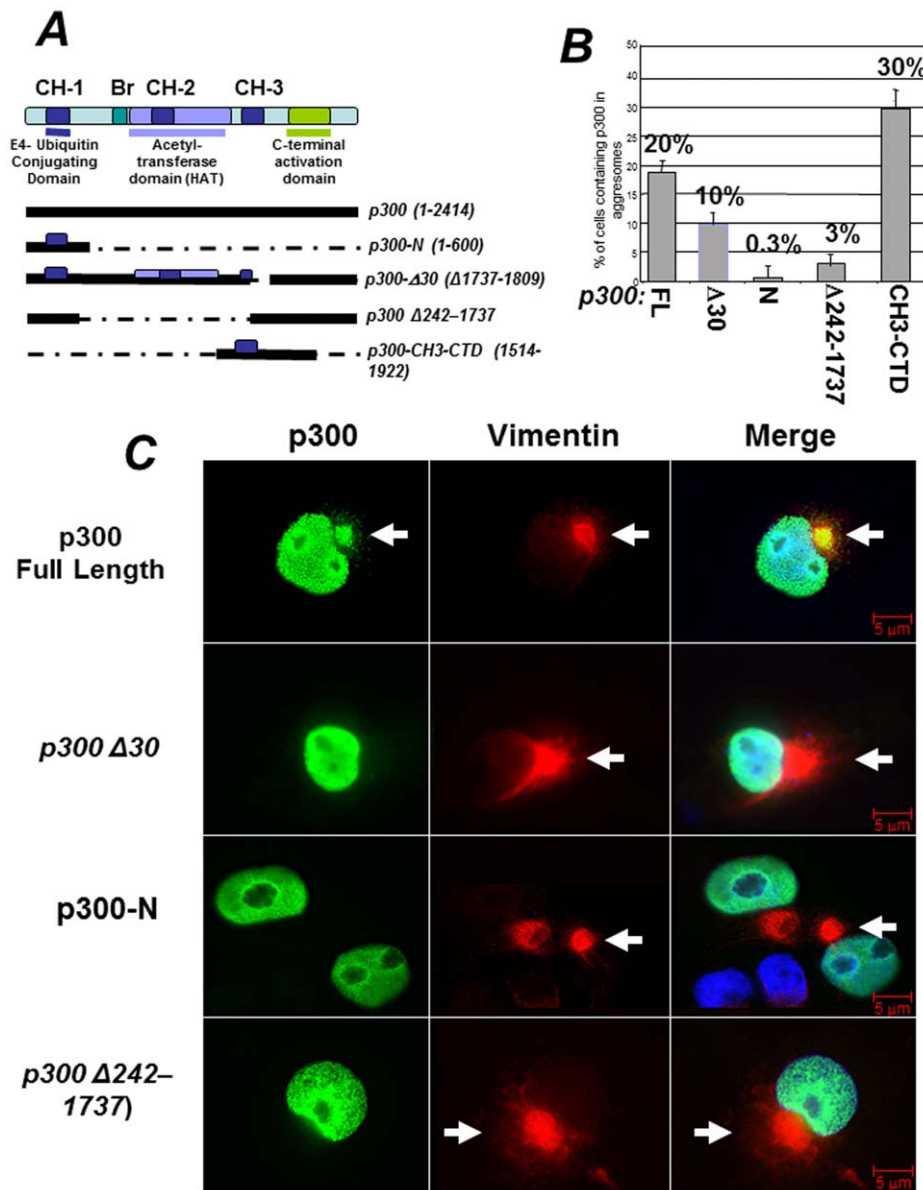 A
CH-1 Br CH-2 CH-3
E4- Ubiquitin
Conjugating
Domain
Acetyl-
transferase
domain (HAT)
C-terminal
activation
domain
p300 (1-2414)
p300-N (1-600)
p300-Δ30 (Δ1737-1809)
p300 Δ242–1737
p300-CH3-CTD (1514-
1922)
B
% of cells containing p300 in
aggresomes
50
40
30
20
10
5
0
20%
10%
0.3%
3%
30%
p300:
FL
Δ30
N
Δ242-1737
CH3-CTD
C
p300 Vimentin Merge
p300
Full Length
5 µm
p300 Δ30
5 µm
p300-N
5 µm
p300 Δ242–
1737)
5 µm